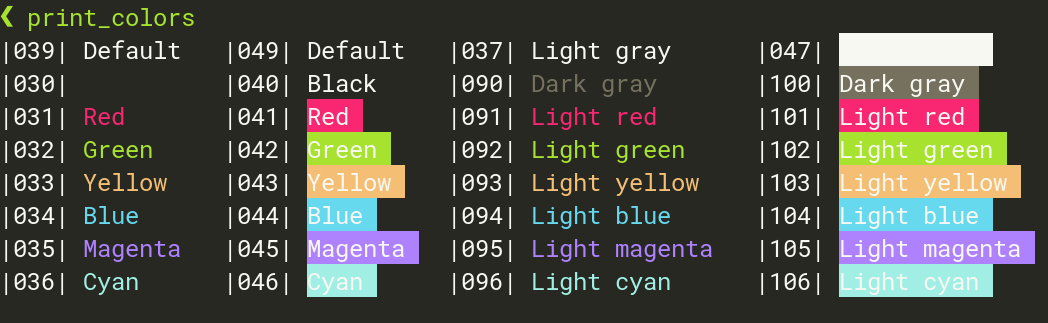 ❮ print_colors
|039| Default |049| Default |037| Light gray |047|
|030| |040| Black |090| Dark gray |100| Dark gray
|031| Red |041| Red |091| Light red |101| Light red
|032| Green |042| Green |092| Light green |102| Light green
|033| Yellow |043| Yellow |093| Light yellow |103| Light yellow
|034| Blue |044| Blue |094| Light blue |104| Light blue
|035| Magenta |045| Magenta |095| Light magenta |105| Light magenta
|036| Cyan |046| Cyan |096| Light cyan |106| Light cyan